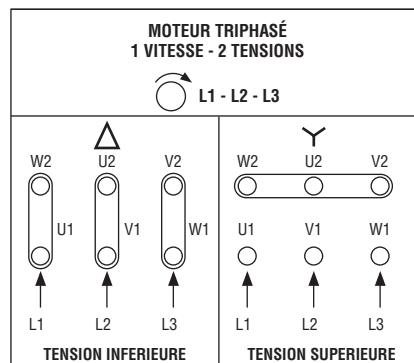 MOTEUR TRIPHASÉ
1 VITESSE - 2 TENSIONS
L1 - L2 - L3
W2 U2 V2
U1 V1 W1
L1 L2 L3
TENSION INFERIEURE
W2 U2 V2
U1 V1 W1
L1 L2 L3
TENSION SUPERIEURE